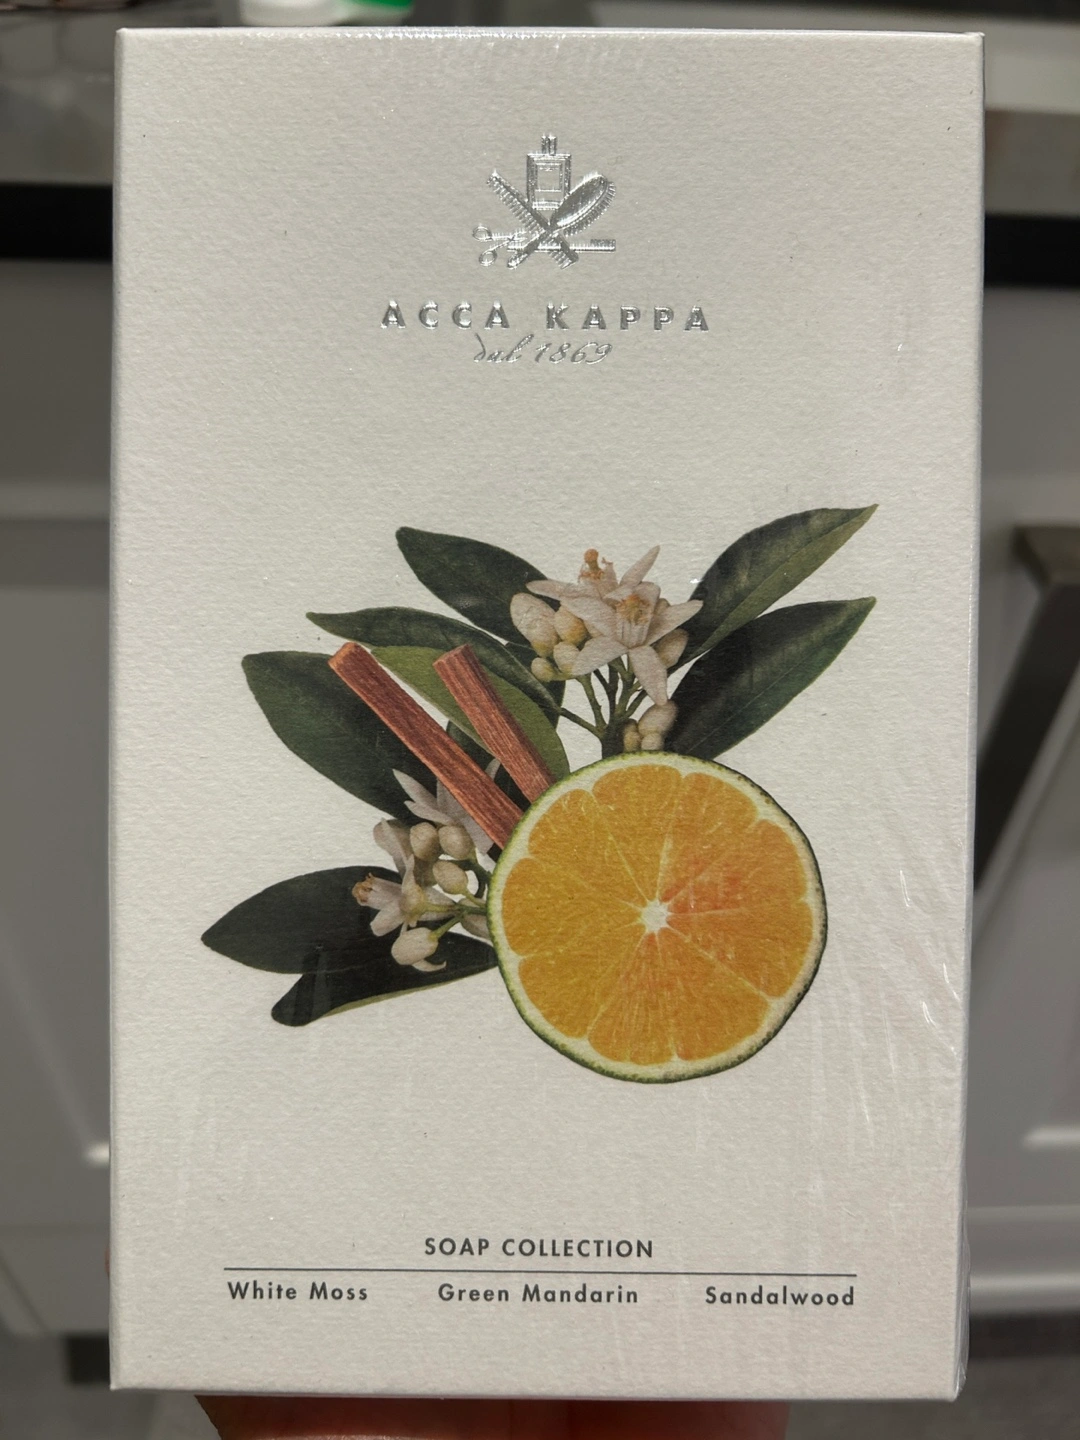 ACCA KAPPA
dal 1869
SOAP COLLECTION
White Moss Green Mandarin Sandalwood